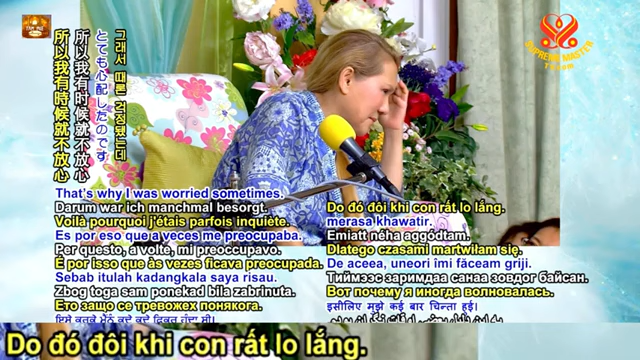 SUPREME MASTER
그래서 때론 걱정됐는데
とても心配したのです
所以我有时候就不放心
所以我有時候就不放心
That's why I was worried sometimes.
Darum war ich manchmal besorgt.
Voilà pourquoi j'étais parfois inquiète.
Es por eso que a veces me preocupaba.
Per questo, a volte, mi preoccupavo.
É por isso que às vezes ficava preocupada.
Sebab itulah kadangkala saya risau.
Zbog toga sam ponekad bila zabrinuta.
Ето защо се тревожех понякога.
Do đó đôi khi con rất lo lắng.
merasa khawatir.
Emiatt néha aggódtam.
Dlatego czasami martwiłam się.
De aceea, uneori îmi făceam griji.
Тиймээс заримдаа санаа зовдог байсан.
Вот почему я иногда волновалась.
इसीलिए मुझे कई बार चिन्ता हुई।
Do đó đôi khi con rất lo lắng.